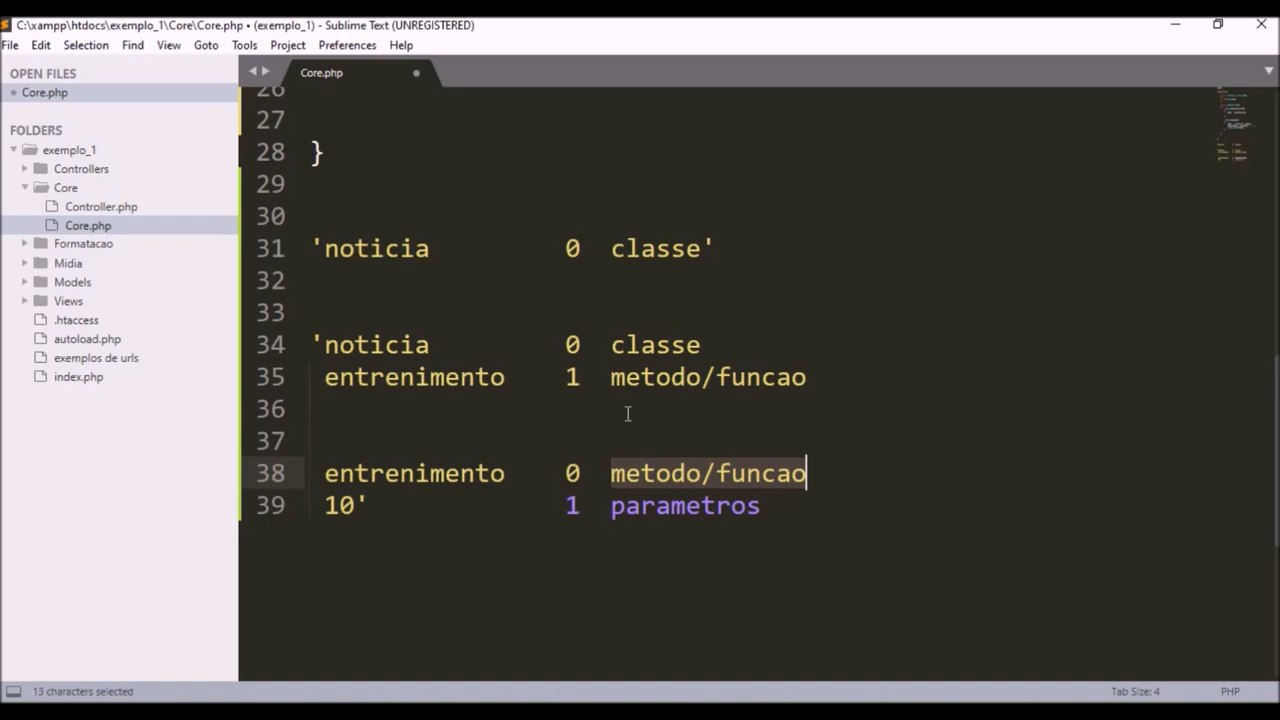 C:\xampp\htdocs\exemplo_1\Core\Core.php • (exemplo_1) - Sublime Text (UNREGISTERED)
File Edit Selection Find View Goto Tools Project Preferences Help
OPEN FILES
Core.php
FOLDERS
exemplo_1
Controllers
Core
Controller.php
Core.php
Formatacao
Midia
Models
Views
.htaccess
autoload.php
exemplos de urls
index.php
Core.php
26
27
28 }
29
30
31 'noticia 0 classe'
32
33
34 'noticia 0 classe
35 entrenimento 1 metodo/funcao
36
37
38 entrenimento 0 metodo/funcao
39 10' 1 parametros
13 characters selected
Tab Size: 4 PHP